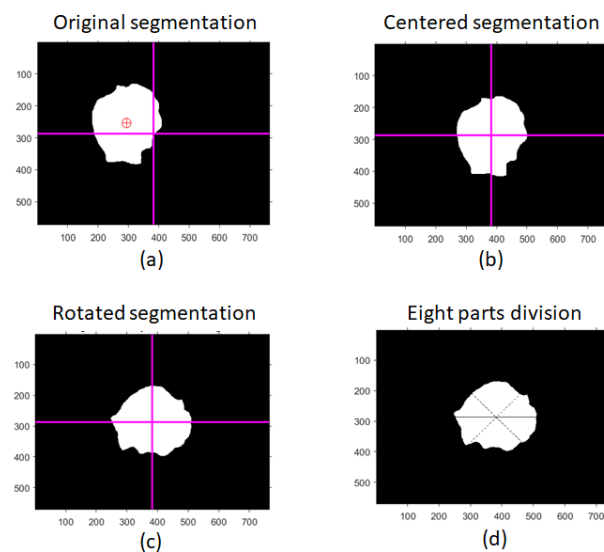 Original segmentation
100
200
300
400
500
100 200 300 400 500 600 700
(a)
Centered segmentation
100
200
300
400
500
100 200 300 400 500 600 700
(b)
Rotated segmentation
100
200
300
400
500
100 200 300 400 500 600 700
(c)
Eight parts division
100
200
300
400
500
100 200 300 400 500 600 700
(d)